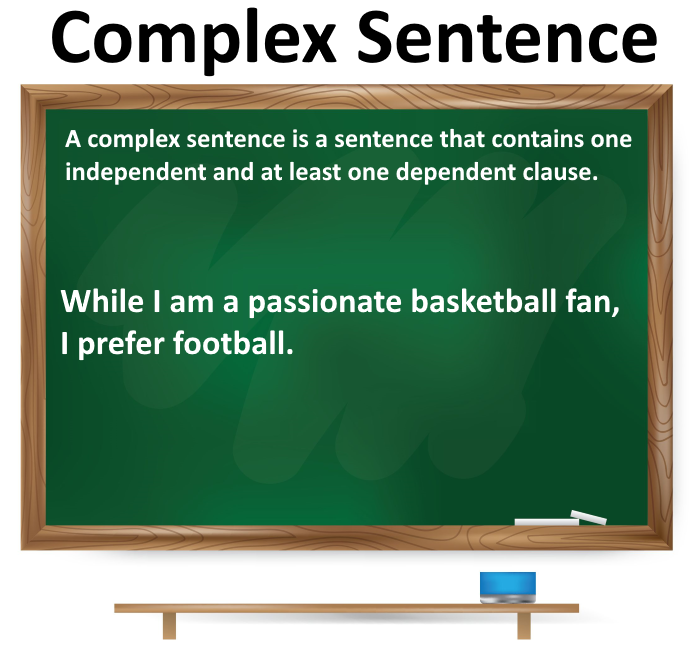 Complex Sentence
A complex sentence is a sentence that contains one
independent and at least one dependent clause.
While I am a passionate basketball fan,
I prefer football.